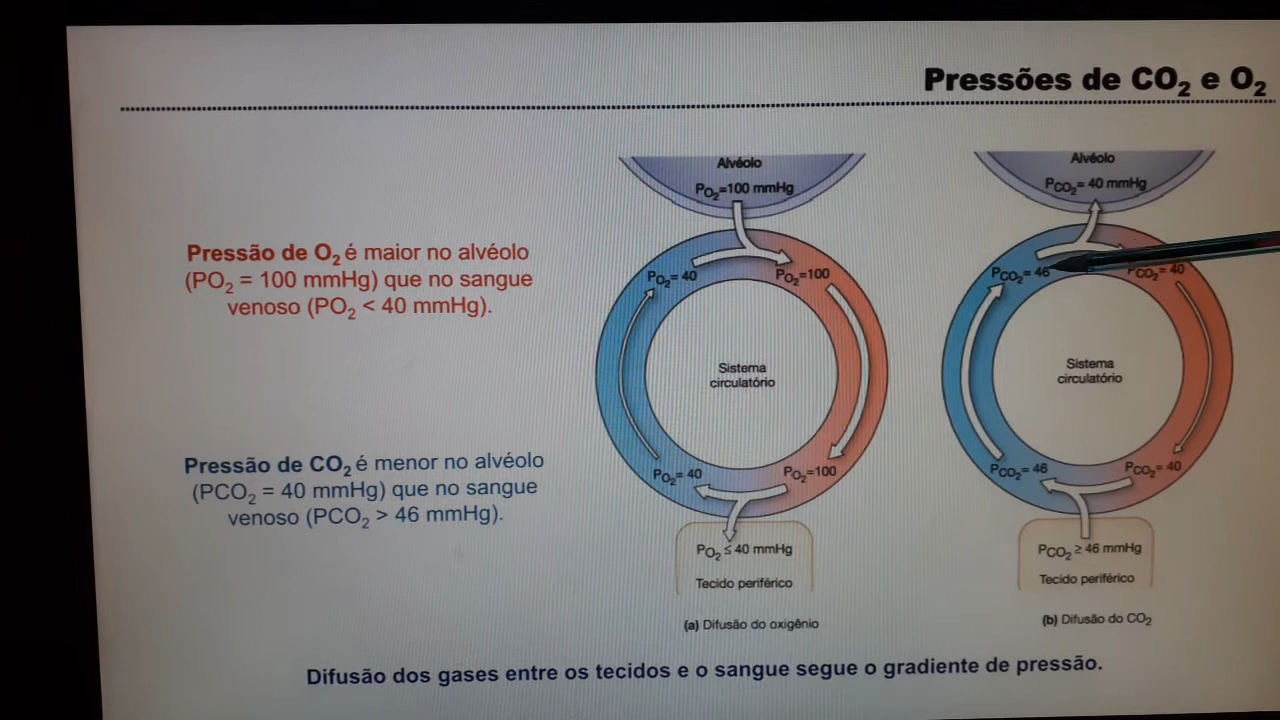 Pressões de CO₂ e O₂
Pressão de O₂ é maior no alvéolo
(PO₂ = 100 mmHg) que no sangue
venoso (PO₂ < 40 mmHg).
Pressão de CO₂ é menor no alvéolo
(PCO₂ = 40 mmHg) que no sangue
venoso (PCO₂ > 46 mmHg).
Alvéolo
PO₂=100 mmHg
PO₂= 40
PO₂=100
Sistema
circulatório
PO₂= 40
PO₂=100
PO₂ ≤ 40 mmHg
Tecido periférico
(a) Difusão do oxigênio
Alvéolo
PCO₂= 40 mmHg
PCO₂= 46
PCO₂= 40
Sistema
circulatório
PCO₂= 46
PCO₂= 40
PCO₂ ≥ 46 mmHg
Tecido periférico
(b) Difusão do CO₂
Difusão dos gases entre os tecidos e o sangue segue o gradiente de pressão.